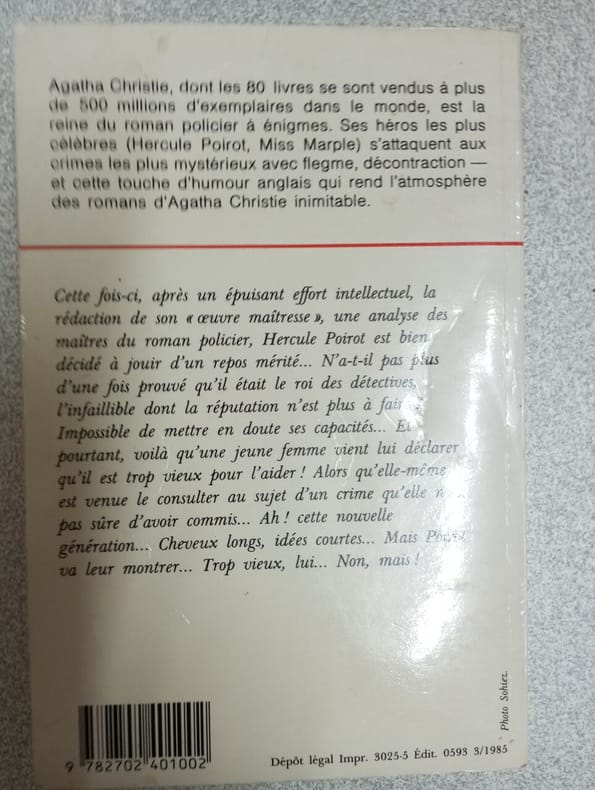 Agatha Christie, dont les 80 livres se sont vendus à plus
de 500 millions d'exemplaires dans le monde, est la
reine du roman policier à énigmes. Ses héros les plus
célèbres (Hercule Poirot, Miss Marple) s'attaquent aux
crimes les plus mystérieux avec flegme, décontraction —
et cette touche d'humour anglais qui rend l'atmosphère
des romans d'Agatha Christie inimitable.
Cette fois-ci, après un épuisant effort intellectuel, la
rédaction de son « œuvre maîtresse », une analyse des
maîtres du roman policier, Hercule Poirot est bien
décidé à jouir d'un repos mérité... N'a-t-il pas plus
d'une fois prouvé qu'il était le roi des détectives,
l'infaillible dont la réputation n'est plus à
Impossible de mettre en doute ses capacités... Et
pourtant, voilà qu'une jeune femme vient lui déclarer
qu'il est trop vieux pour l'aider ! Alors qu'elle-même
est venue le consulter au sujet d'un crime qu'elle
pas sûre d'avoir commis... Ah ! cette nouvelle
génération... Cheveux longs, idées courtes... Mais
va leur montrer... Trop vieux, lui... Non, mais !
Photo Sohiez.
9 782702 401002
Dépôt légal Impr. 3025-5 Édit. 0593 3/1985